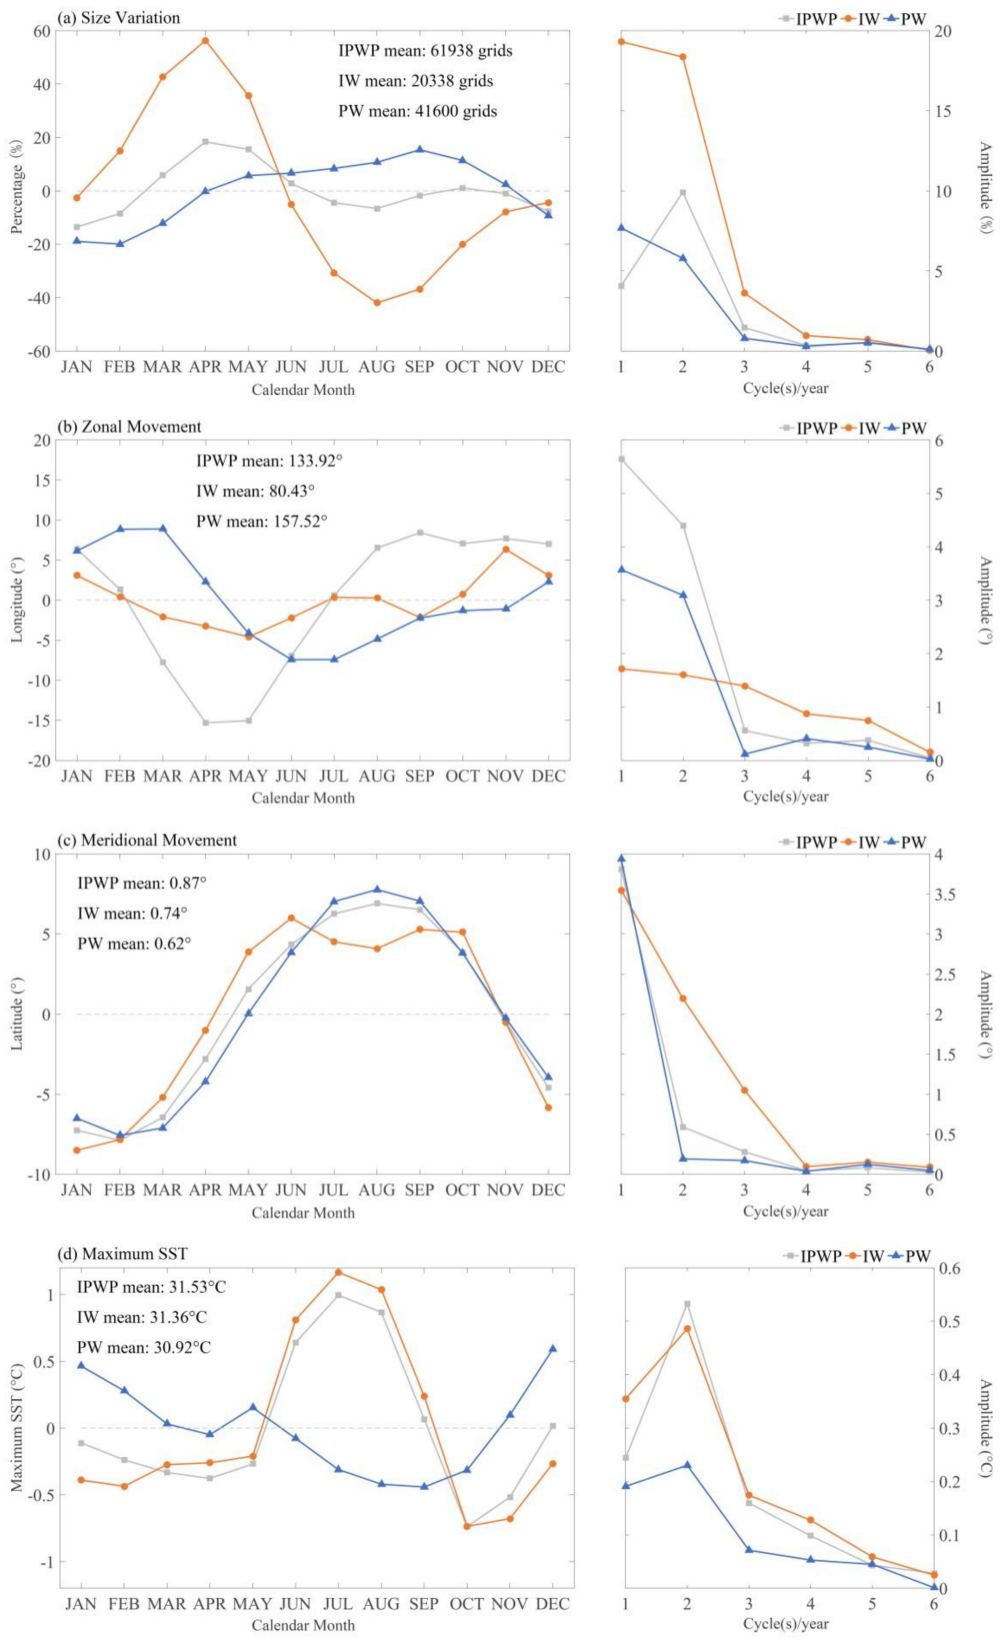 (a) Size Variation
IPWP IW PW
IPWP mean: 61938 grids
IW mean: 20338 grids
PW mean: 41600 grids
60
40
20
0
-20
-40
-60
Percentage (%)
JAN FEB MAR APR MAY JUN JUL AUG SEP OCT NOV DEC
Calendar Month
20
15
10
5
0
Amplitude (%)
1 2 3 4 5 6
Cycle(s)/year
(b) Zonal Movement
IPWP IW PW
IPWP mean: 133.92°
IW mean: 80.43°
PW mean: 157.52°
20
15
10
5
0
-5
-10
-15
-20
Longitude (°)
JAN FEB MAR APR MAY JUN JUL AUG SEP OCT NOV DEC
Calendar Month
6
5
4
3
2
1
0
Amplitude (°)
1 2 3 4 5 6
Cycle(s)/year
(c) Meridional Movement
IPWP IW PW
IPWP mean: 0.87°
IW mean: 0.74°
PW mean: 0.62°
10
5
0
-5
-10
Latitude (°)
JAN FEB MAR APR MAY JUN JUL AUG SEP OCT NOV DEC
Calendar Month
4
3.5
3
2.5
2
1.5
1
0.5
0
Amplitude (°)
1 2 3 4 5 6
Cycle(s)/year
(d) Maximum SST
IPWP IW PW
IPWP mean: 31.53°C
IW mean: 31.36°C
PW mean: 30.92°C
1
0.5
0
-0.5
-1
Maximum SST (°C)
JAN FEB MAR APR MAY JUN JUL AUG SEP OCT NOV DEC
Calendar Month
0.6
0.5
0.4
0.3
0.2
0.1
0
Amplitude (°C)
1 2 3 4 5 6
Cycle(s)/year